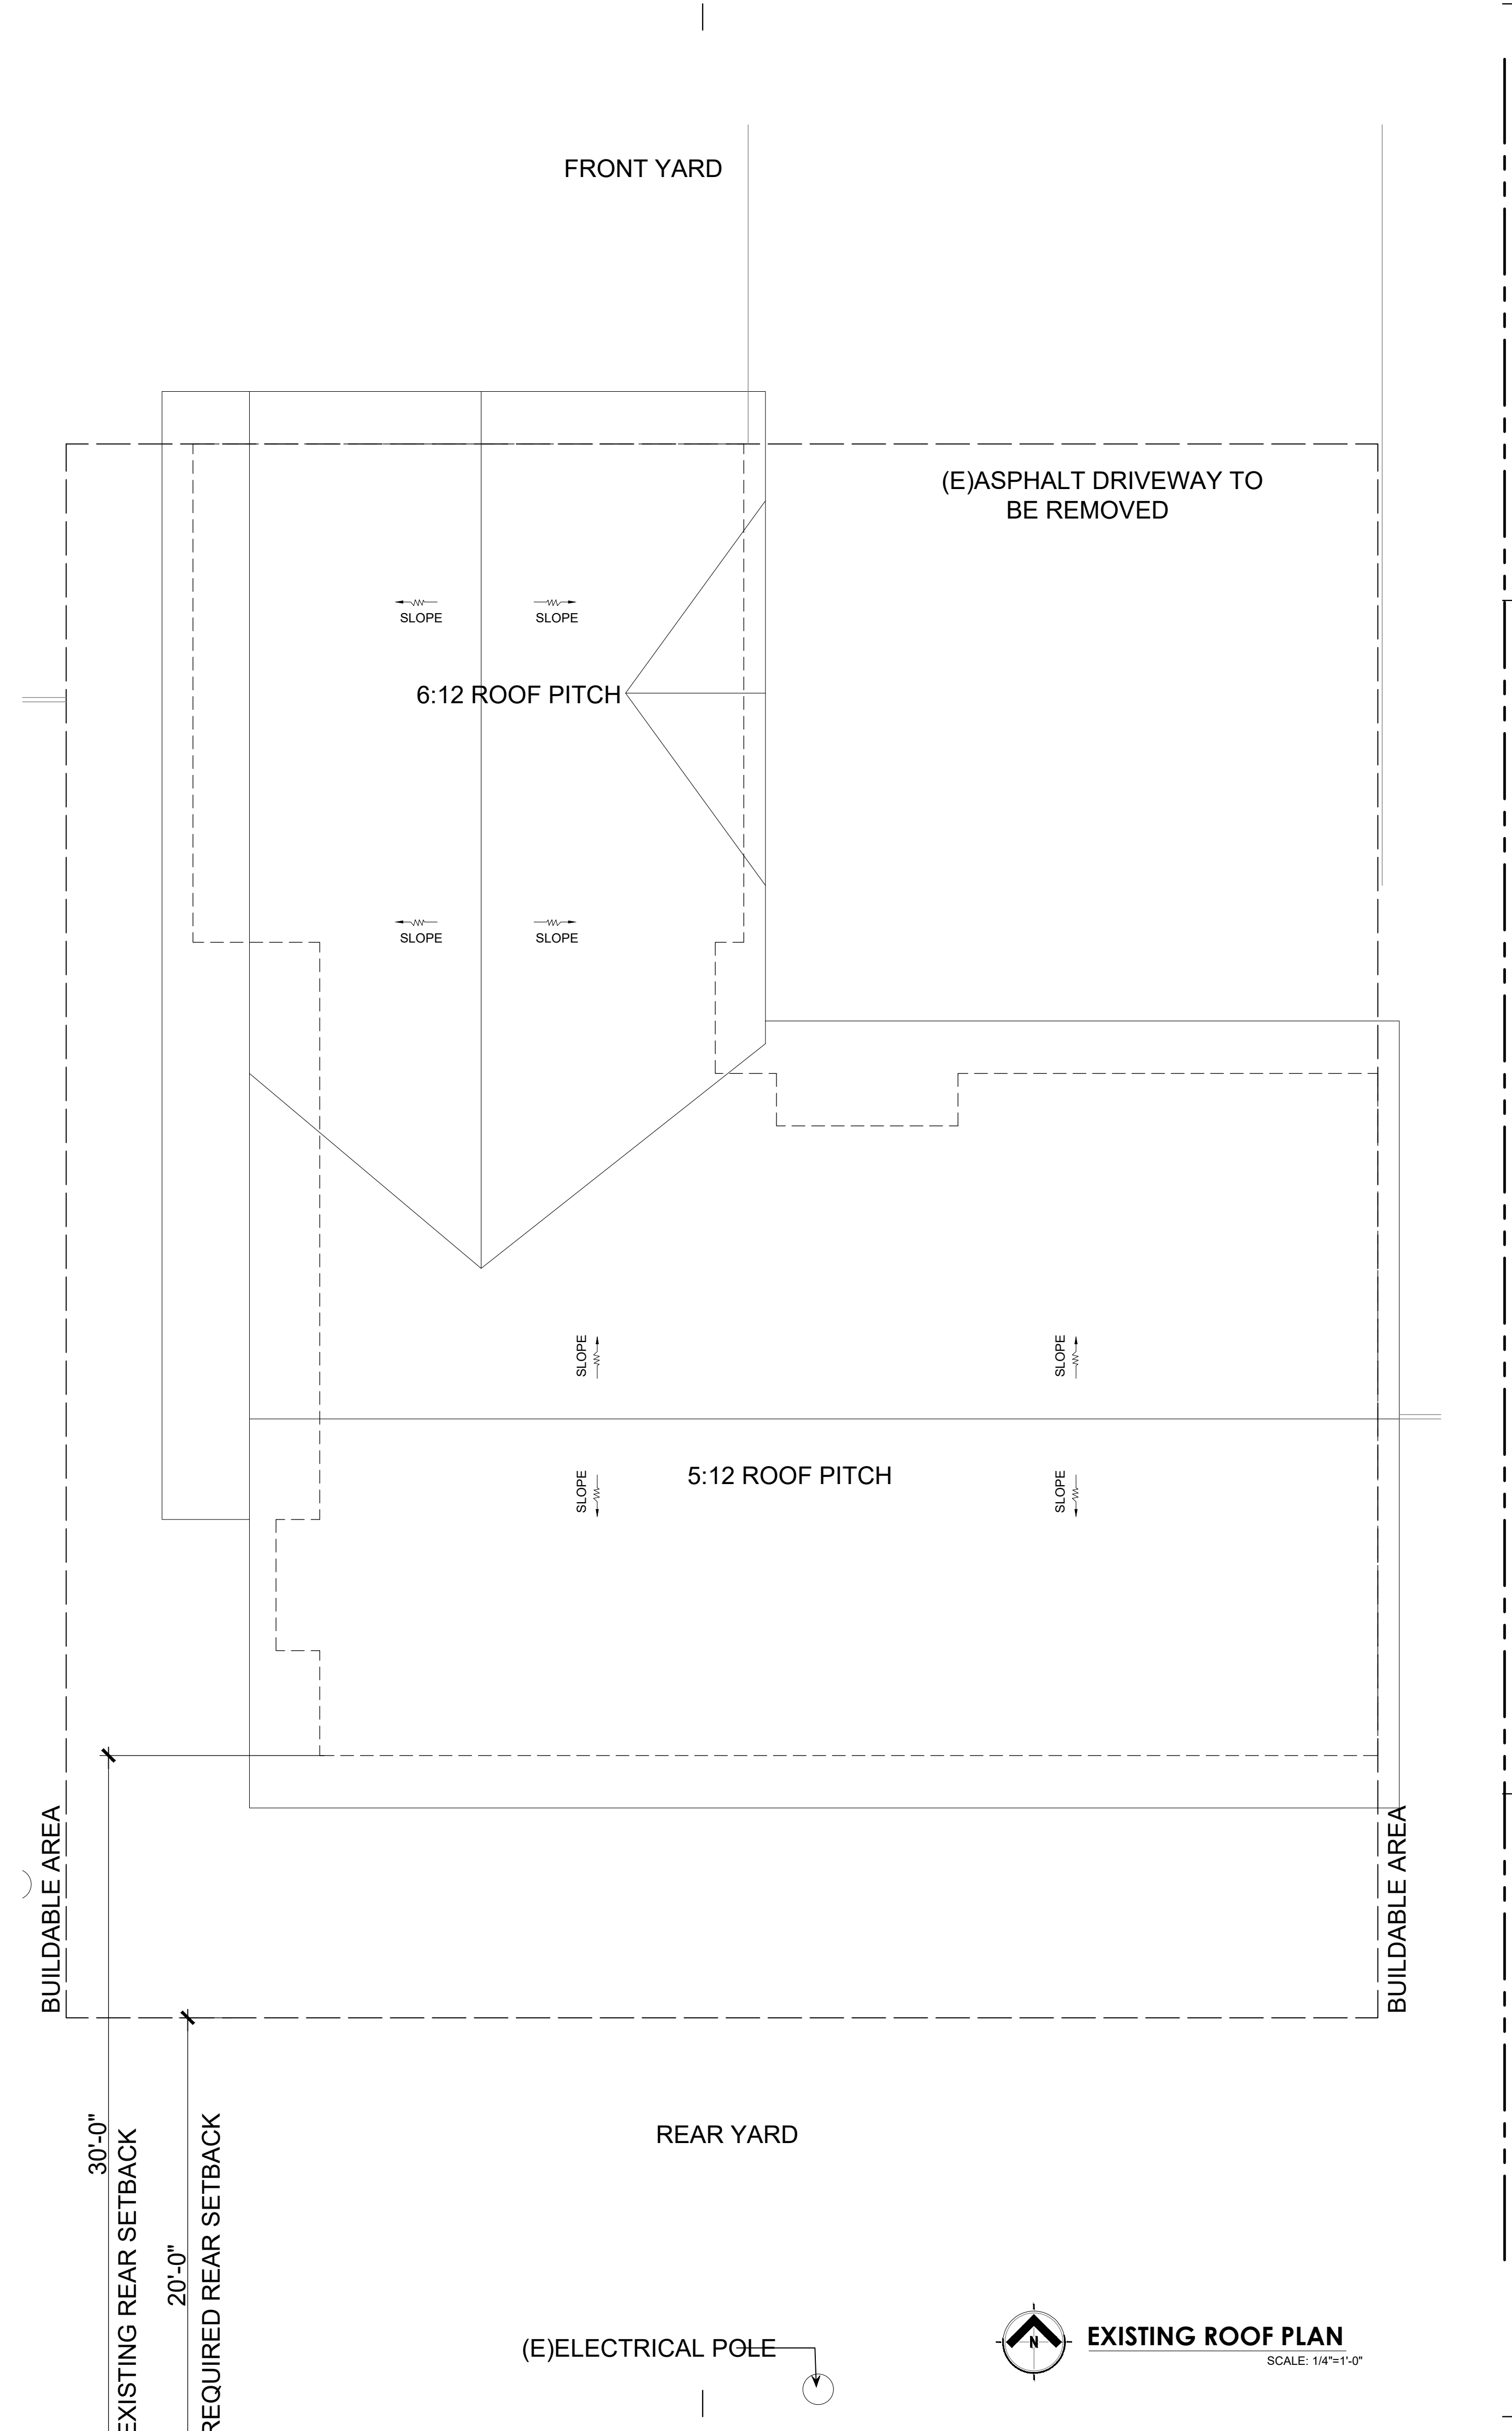 FRONT YARD
(E)ASPHALT DRIVEWAY TO
BE REMOVED
SLOPE
SLOPE
6:12 ROOF PITCH
SLOPE
SLOPE
SLOPE
SLOPE
5:12 ROOF PITCH
SLOPE
SLOPE
BUILDABLE AREA
BUILDABLE AREA
30'-0"
EXISTING REAR SETBACK
20'-0"
REQUIRED REAR SETBACK
REAR YARD
(E)ELECTRICAL POLE
N
EXISTING ROOF PLAN
SCALE: 1/4"=1'-0"